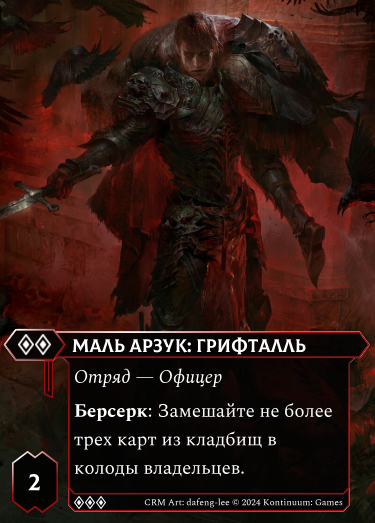 МАЛЬ АРЗУК: ГРИФТАЛЛЬ
Отряд — Офицер
Берсерк: Замешайте не более
трех карт из кладбищ в
колоды владельцев.
2
CRM Art: dafeng-lee © 2024 Kontinuum: Games